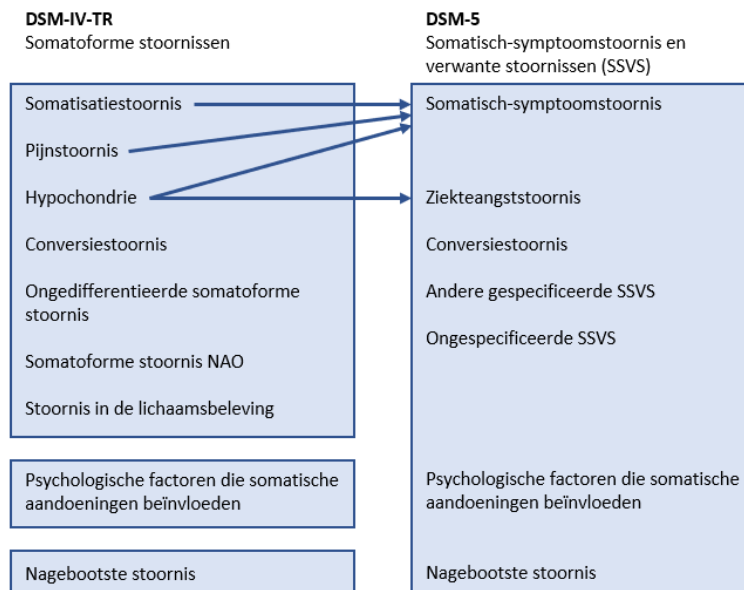 DSM-IV-TR
Somatoforme stoornissen
Somatisatiestoornis
Pijnstoornis
Hypochondrie
Conversiestoornis
Ongedifferentieerde somatoforme
stoornis
Somatoforme stoornis NAO
Stoornis in de lichaamsbeleving
Psychologische factoren die somatische
aandoeningen beïnvloeden
Nagebootste stoornis
DSM-5
Somatisch-symptoomstoornis en
verwante stoornissen (SSVS)
Somatisch-symptoomstoornis
Ziekteangststoornis
Conversiestoornis
Andere gespecificeerde SSVS
Ongespecificeerde SSVS
Psychologische factoren die somatische
aandoeningen beïnvloeden
Nagebootste stoornis